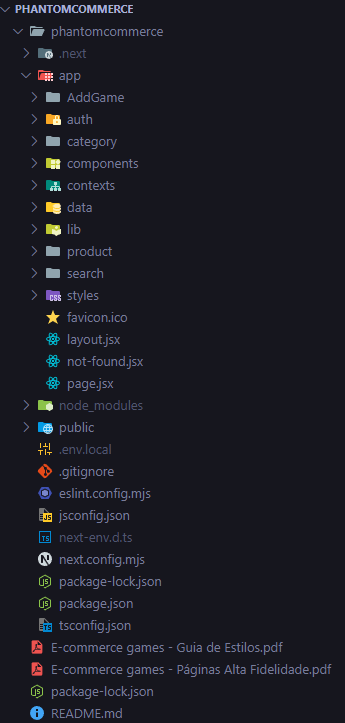 PHANTOMCOMMERCE
phantomcommerce
.next
app
AddGame
auth
category
components
contexts
data
lib
product
search
styles
favicon.ico
layout.jsx
not-found.jsx
page.jsx
node_modules
public
.env.local
.gitignore
eslint.config.mjs
jsconfig.json
next-env.d.ts
next.config.mjs
package-lock.json
package.json
tsconfig.json
E-commerce games - Guia de Estilos.pdf
E-commerce games - Páginas Alta Fidelidade.pdf
package-lock.json
README.md